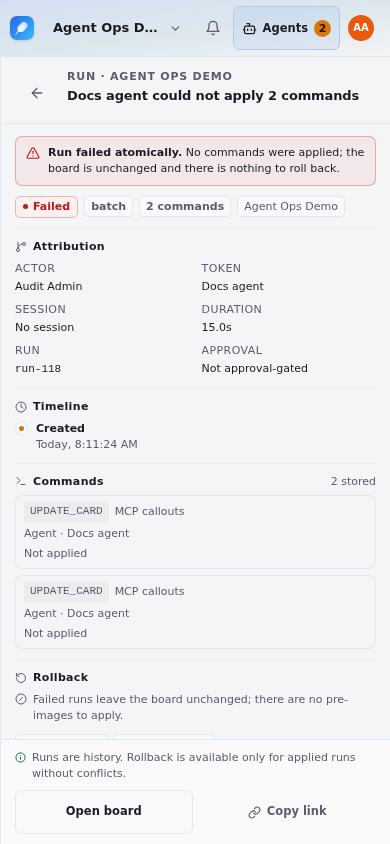 Agent Ops D...
Agents 2
AA
RUN · AGENT OPS DEMO
Docs agent could not apply 2 commands
Run failed atomically. No commands were applied; the
board is unchanged and there is nothing to roll back.
Failed
batch
2 commands
Agent Ops Demo
Attribution
ACTOR
TOKEN
Audit Admin
Docs agent
SESSION
DURATION
No session
15.0s
RUN
APPROVAL
run-118
Not approval-gated
Timeline
Created
Today, 8:11:24 AM
Commands
2 stored
UPDATE_CARD MCP callouts
Agent · Docs agent
Not applied
UPDATE_CARD MCP callouts
Agent · Docs agent
Not applied
Rollback
Failed runs leave the board unchanged; there are no pre-
images to apply.
Runs are history. Rollback is available only for applied runs
without conflicts.
Open board
Copy link